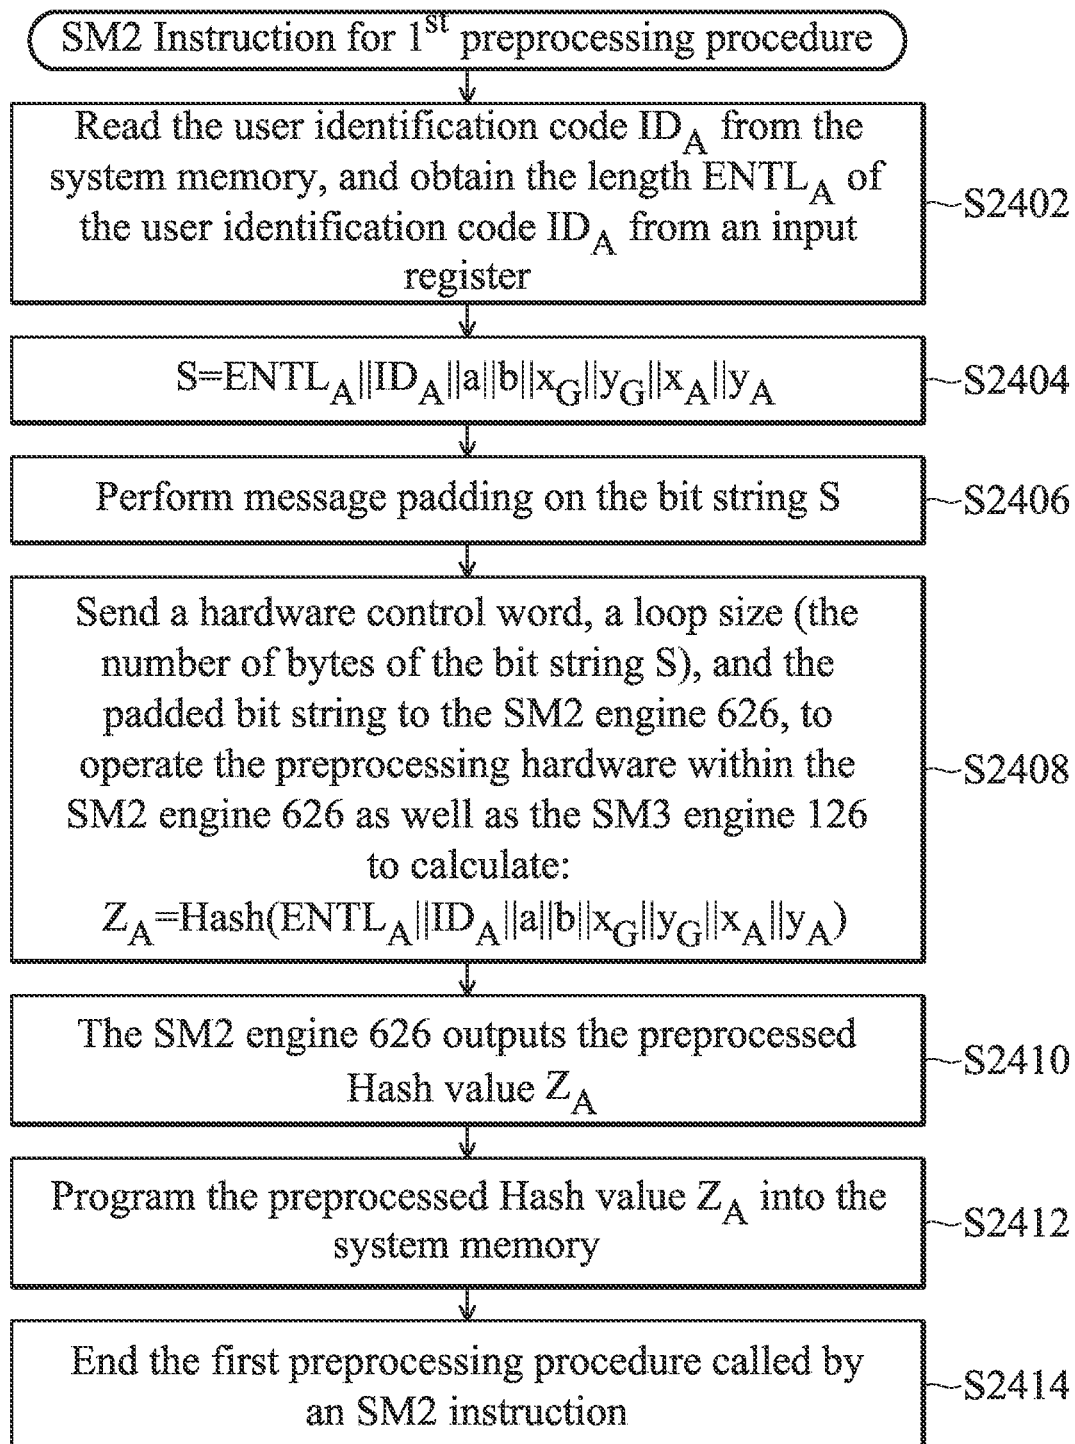 SM2 Instruction for 1st preprocessing procedure
Read the user identification code IDA from the
system memory, and obtain the length ENTLA of
the user identification code IDA from an input
register
S2402
S=ENTLA||IDA||a||b||xG||yG||xA||yA
S2404
Perform message padding on the bit string S
S2406
Send a hardware control word, a loop size (the
number of bytes of the bit string S), and the
padded bit string to the SM2 engine 626, to
operate the preprocessing hardware within the
SM2 engine 626 as well as the SM3 engine 126
to calculate:
ZA=Hash(ENTLA||IDA||a||b||xG||yG||xA||yA)
S2408
The SM2 engine 626 outputs the preprocessed
Hash value ZA
S2410
Program the preprocessed Hash value ZA into the
system memory
S2412
End the first preprocessing procedure called by
an SM2 instruction
S2414